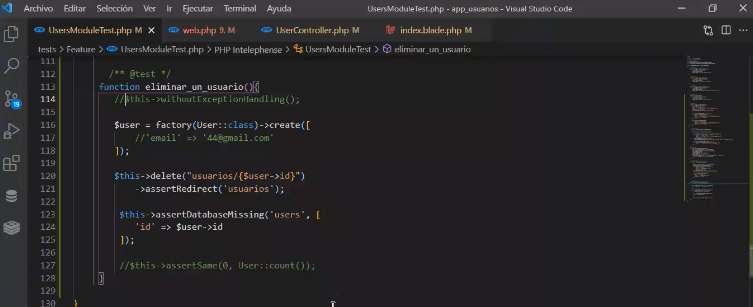 Archivo Editar Selección Ver Ir Ejecutar Terminal Ayuda UsersModuleTest.php - app_usuarios - Visual Studio Code
UsersModuleTest.php M web.php 9, M UserController.php M index.blade.php M
tests > Feature > UsersModuleTest.php > PHP Intelephense > UsersModuleTest > eliminar_un_usuario
111
112 /** @test */
113 function eliminar_un_usuario(){
114 //$this->withoutExceptionHandling();
115
116 $user = factory(User::class)->create([
117 //'email' => '44@gmail.com'
118 ]);
119
120 $this->delete("usuarios/{$user->id}")
121 ->assertRedirect('usuarios');
122
123 $this->assertDatabaseMissing('users', [
124 'id' => $user->id
125 ]);
126
127 //$this->assertSame(0, User::count());
128 }
129
130 }
19